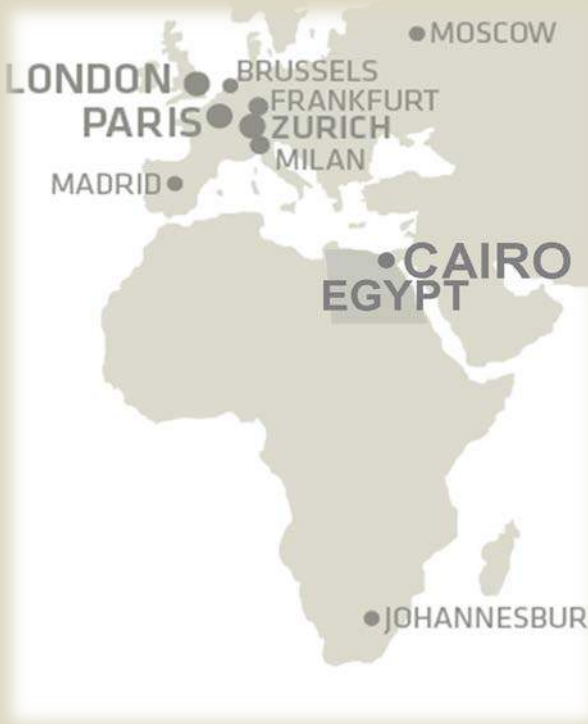 MOSCOW
BRUSSELS
LONDON
FRANKFURT
PARIS
ZURICH
MILAN
MADRID
CAIRO
EGYPT
JOHANNESBUR